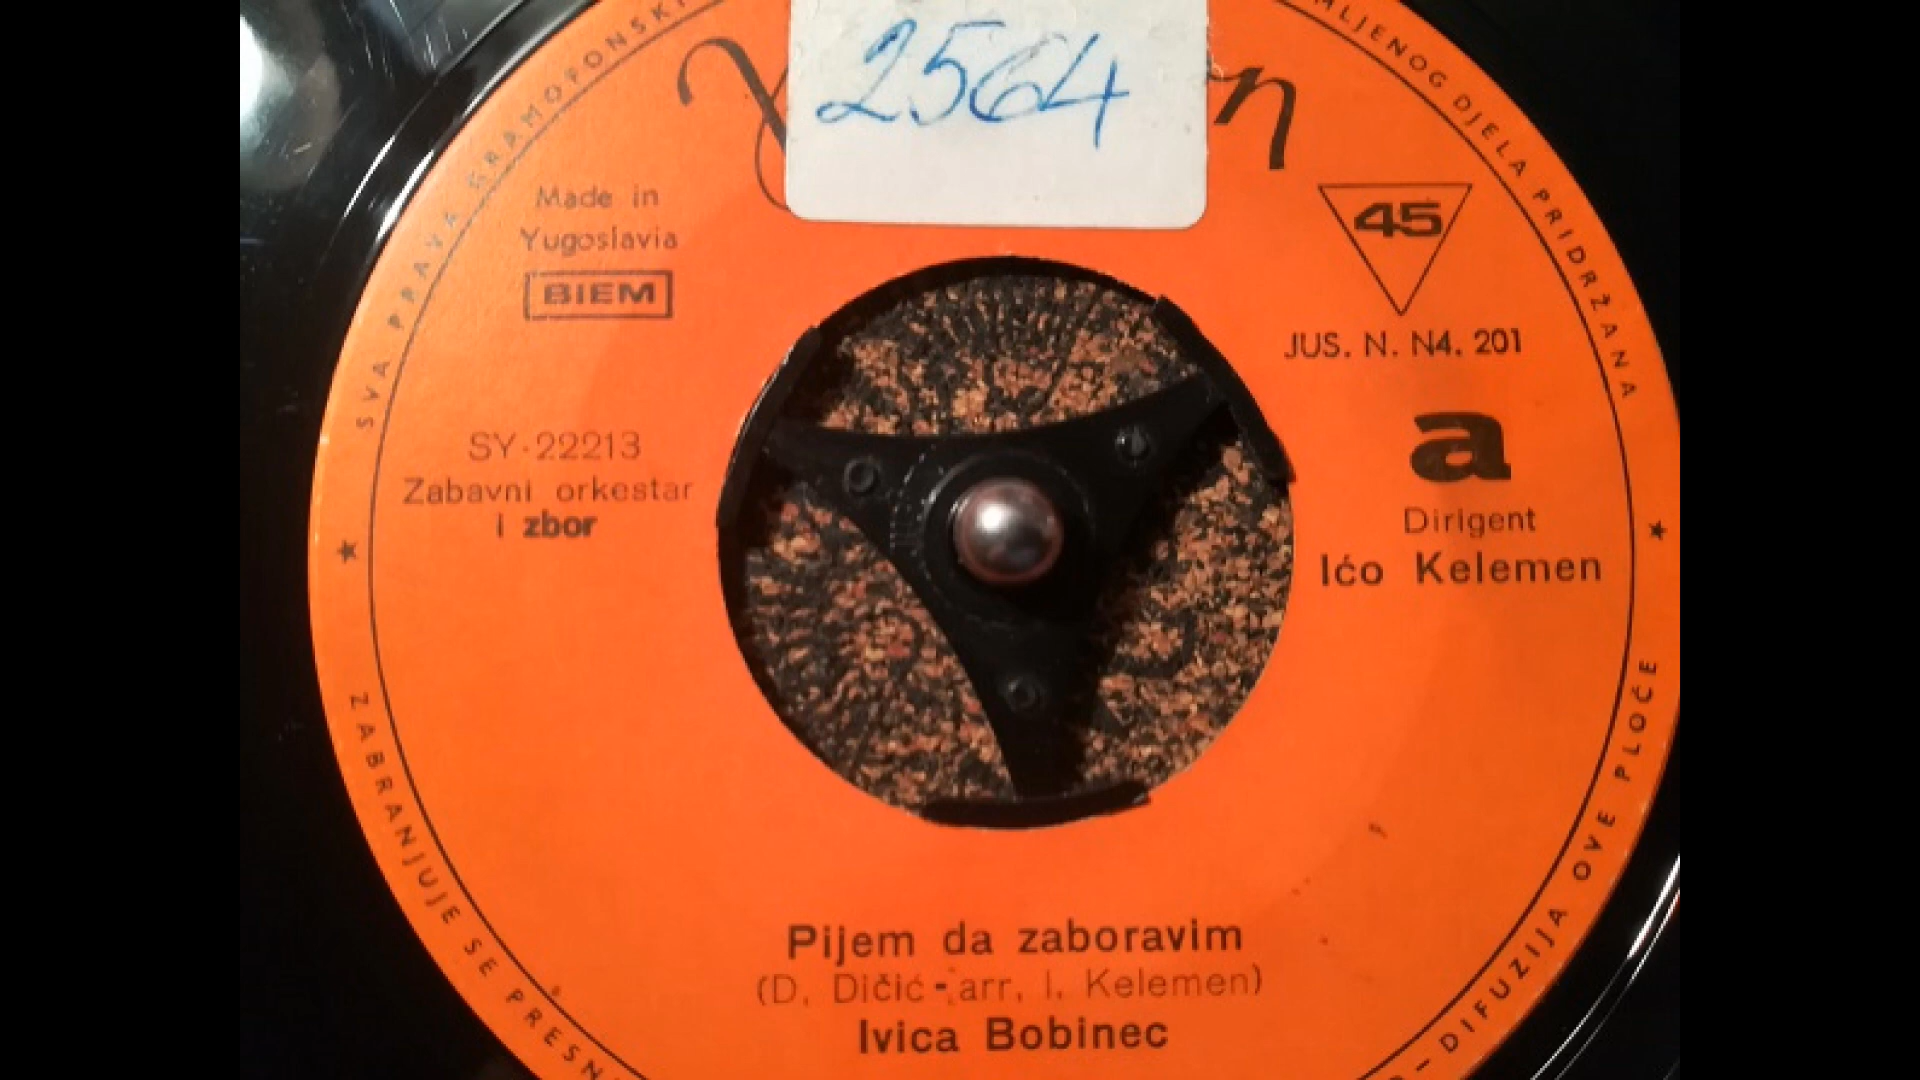 2564
SVA PRAVA GRAMOFONSKI
MLJENOG DJELA PRIDRŽANA
Made in
Yugoslavia
BIEM
45
JUS. N. N4. 201
SY-22213
Zabavni orkestar
i zbor
a
Dirigent
Ićo Kelemen
Pijem da zaboravim
(D. Dičić-arr, I. Kelemen)
Ivica Bobinec
ZABRANJUJE SE PRESN
- DIFUZIJA OVE PLOČE